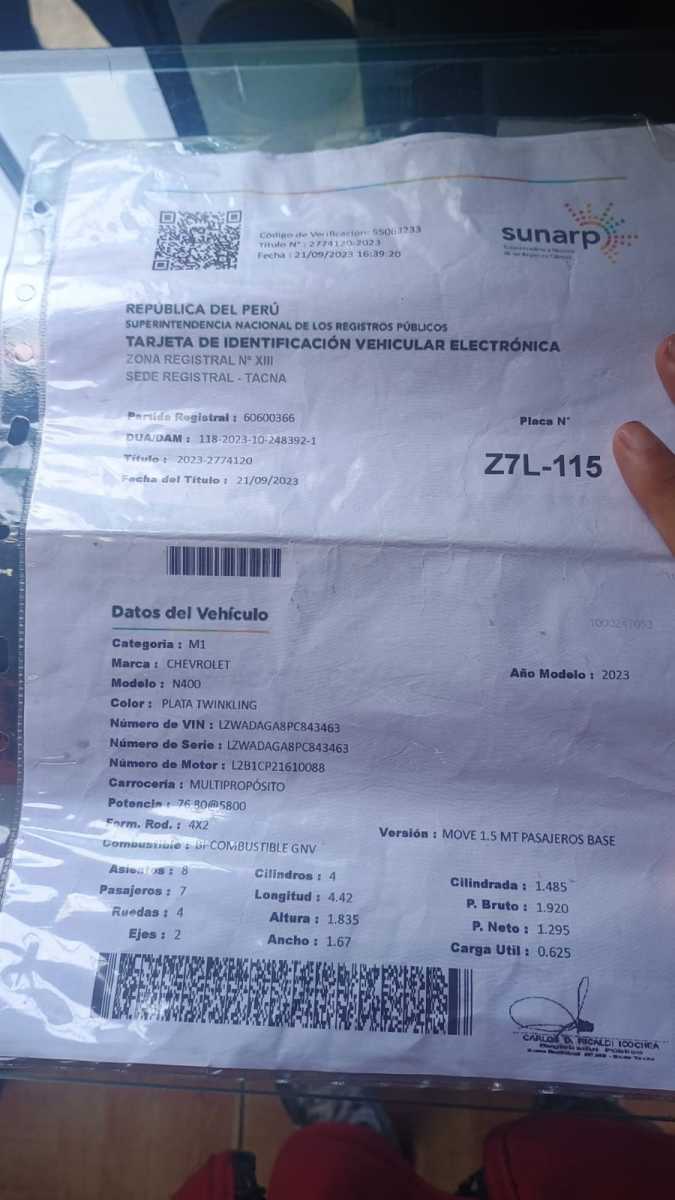 Código de Verificación: 55063233
Título N° : 2774120-2023
Fecha : 21/09/2023 16:39:20
sunarp
REPÚBLICA DEL PERÚ
SUPERINTENDENCIA NACIONAL DE LOS REGISTROS PÚBLICOS
TARJETA DE IDENTIFICACIÓN VEHICULAR ELECTRÓNICA
ZONA REGISTRAL N° XIII
SEDE REGISTRAL - TACNA
Partida Registral : 60600366
DUA/DAM : 118-2023-10-248392-1
Título : 2023-2774120
Fecha del Título : 21/09/2023
Placa N°
Z7L-115
Datos del Vehículo
Categoria : M1
Marca : CHEVROLET
Año Modelo : 2023
Modelo : N400
Color : PLATA TWINKLING
Número de VIN : LZWADAGA8PC843463
Número de Serie : LZWADAGA8PC843463
Número de Motor : L2B1CP21610088
Carrocería : MULTIPROPÓSITO
Potencia : 76.80@5800
Form. Rod. : 4X2
Versión : MOVE 1.5 MT PASAJEROS BASE
Combustible : BI-COMBUSTIBLE GNV
Asientos : 8
Cilindros : 4
Cilindrada : 1.485
Pasajeros : 7
Longitud : 4.42
P. Bruto : 1.920
Ruedas : 4
Altura : 1.835
P. Neto : 1.295
Ejes : 2
Ancho : 1.67
Carga Util : 0.625
CARLOS D. RICALDI
Registrador Público